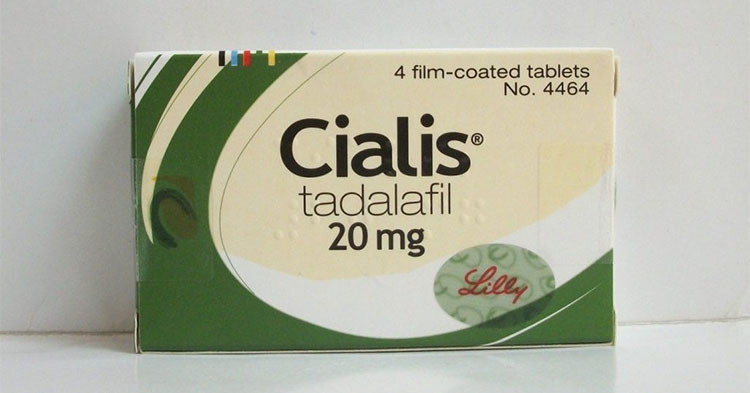 4 film-coated tablets
No. 4464
Cialis®
tadalafil
20 mg
Lilly